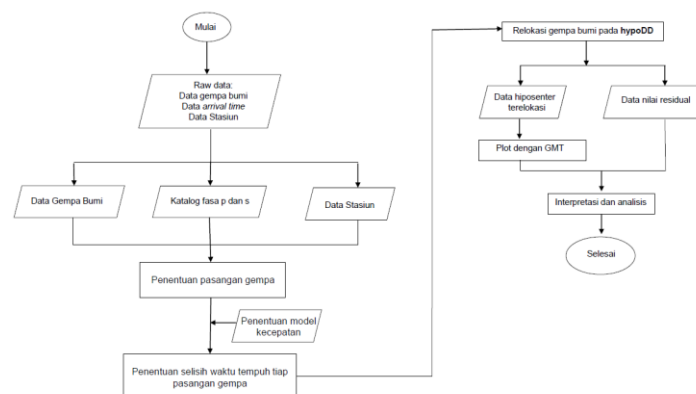 Mulai
Raw data:
Data gempa bumi
Data arrival time
Data Stasiun
Data Gempa Bumi
Katalog fasa p dan s
Data Stasiun
Penentuan pasangan gempa
Penentuan model
kecepatan
Penentuan selisih waktu tempuh tiap
pasangan gempa
Relokasi gempa bumi pada hypoDD
Data hiposenter
terelokasi
Data nilai residual
Plot dengan GMT
Interpretasi dan analisis
Selesai